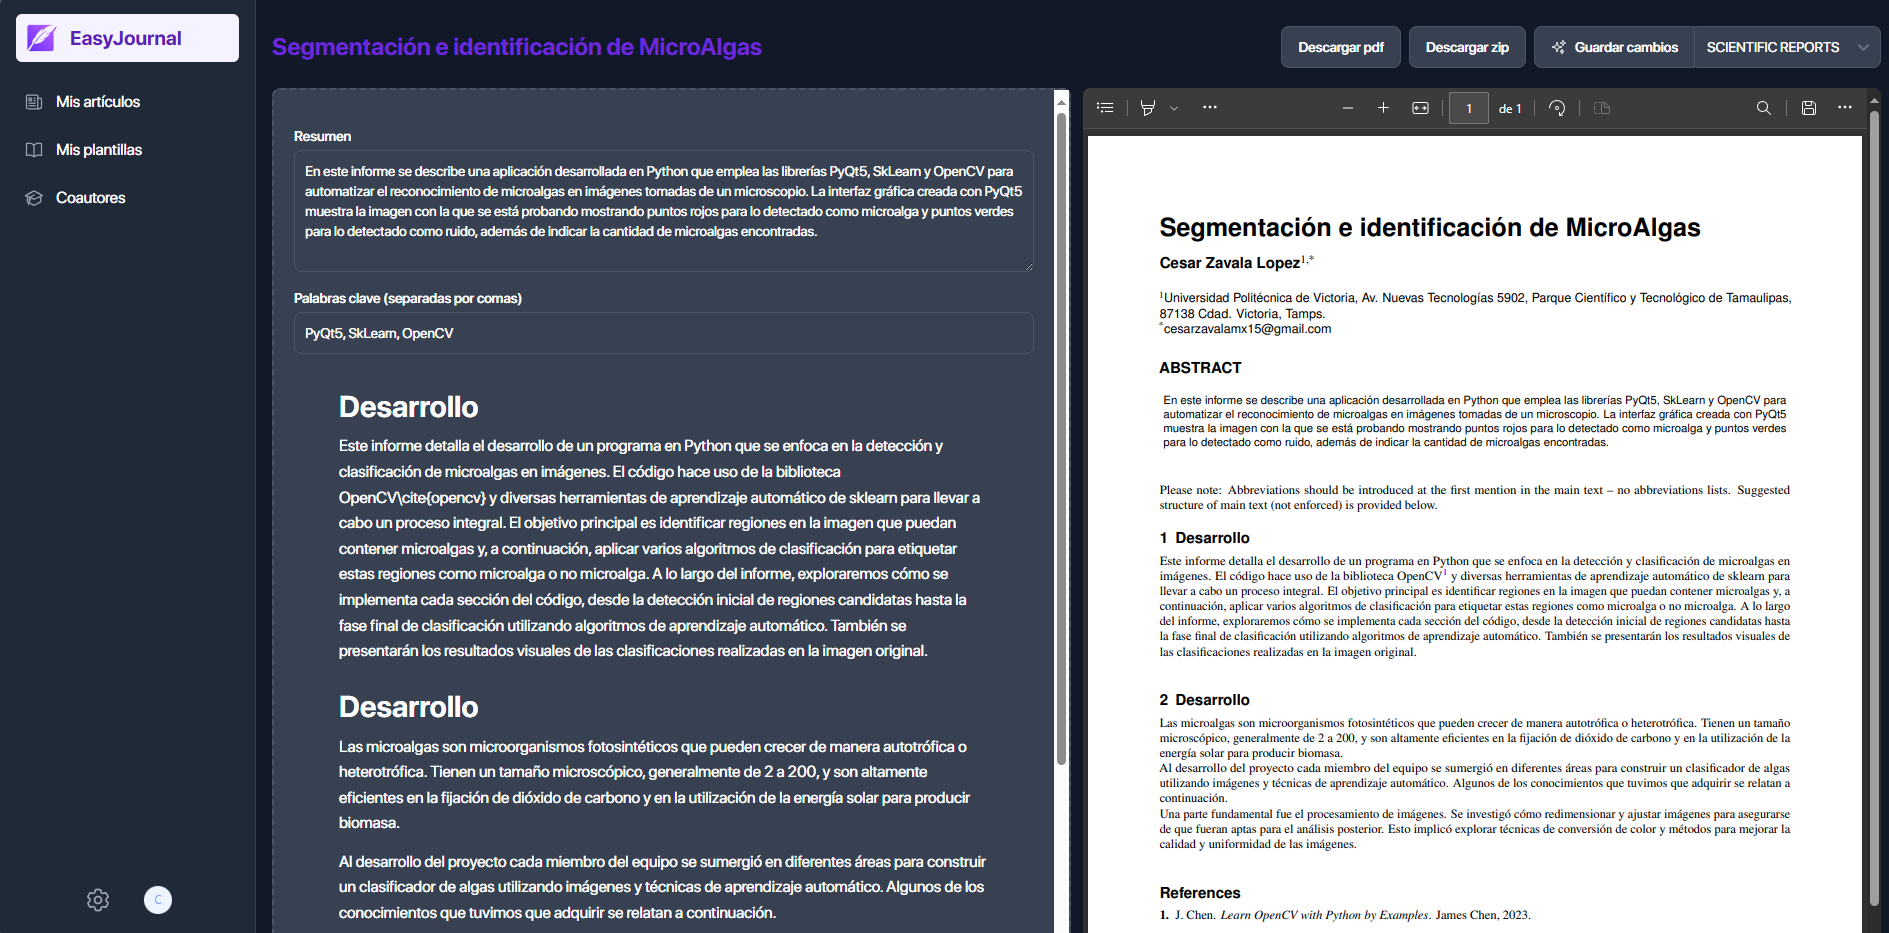 EasyJournal
Mis artículos
Mis plantillas
Coautores
C
Segmentación e identificación de MicroAlgas
Descargar pdf
Descargar zip
Guardar cambios
SCIENTIFIC REPORTS
Resumen
En este informe se describe una aplicación desarrollada en Python que emplea las librerías PyQt5, SkLearn y OpenCV para
automatizar el reconocimiento de microalgas en imágenes tomadas de un microscopio. La interfaz gráfica creada con PyQt5
muestra la imagen con la que se está probando mostrando puntos rojos para lo detectado como microalga y puntos verdes
para lo detectado como ruido, además de indicar la cantidad de microalgas encontradas.
Palabras clave (separadas por comas)
PyQt5, SkLearn, OpenCV
Desarrollo
Este informe detalla el desarrollo de un programa en Python que se enfoca en la detección y
clasificación de microalgas en imágenes. El código hace uso de la biblioteca
OpenCV\cite{opencv} y diversas herramientas de aprendizaje automático de sklearn para llevar a
cabo un proceso integral. El objetivo principal es identificar regiones en la imagen que puedan
contener microalgas y, a continuación, aplicar varios algoritmos de clasificación para etiquetar
estas regiones como microalga o no microalga. A lo largo del informe, exploraremos cómo se
implementa cada sección del código, desde la detección inicial de regiones candidatas hasta la
fase final de clasificación utilizando algoritmos de aprendizaje automático. También se
presentarán los resultados visuales de las clasificaciones realizadas en la imagen original.
Desarrollo
Las microalgas son microorganismos fotosintéticos que pueden crecer de manera autotrófica o
heterotrófica. Tienen un tamaño microscópico, generalmente de 2 a 200, y son altamente
eficientes en la fijación de dióxido de carbono y en la utilización de la energía solar para producir
biomasa.
Al desarrollo del proyecto cada miembro del equipo se sumergió en diferentes áreas para construir
un clasificador de algas utilizando imágenes y técnicas de aprendizaje automático. Algunos de los
conocimientos que tuvimos que adquirir se relatan a continuación.
1
de 1
Segmentación e identificación de MicroAlgas
Cesar Zavala Lopez1,*
1Universidad Politécnica de Victoria, Av. Nuevas Tecnologías 5902, Parque Científico y Tecnológico de Tamaulipas,
87138 Cdad. Victoria, Tamps.
*cesarzavalamx15@gmail.com
ABSTRACT
En este informe se describe una aplicación desarrollada en Python que emplea las librerías PyQt5, SkLearn y OpenCV para
automatizar el reconocimiento de microalgas en imágenes tomadas de un microscopio. La interfaz gráfica creada con PyQt5
muestra la imagen con la que se está probando mostrando puntos rojos para lo detectado como microalga y puntos verdes
para lo detectado como ruido, además de indicar la cantidad de microalgas encontradas.
Please note: Abbreviations should be introduced at the first mention in the main text – no abbreviations lists. Suggested
structure of main text (not enforced) is provided below.
1 Desarrollo
Este informe detalla el desarrollo de un programa en Python que se enfoca en la detección y clasificación de microalgas en
imágenes. El código hace uso de la biblioteca OpenCV1 y diversas herramientas de aprendizaje automático de sklearn para
llevar a cabo un proceso integral. El objetivo principal es identificar regiones en la imagen que puedan contener microalgas y, a
continuación, aplicar varios algoritmos de clasificación para etiquetar estas regiones como microalga o no microalga. A lo largo
del informe, exploraremos cómo se implementa cada sección del código, desde la detección inicial de regiones candidatas hasta
la fase final de clasificación utilizando algoritmos de aprendizaje automático. También se presentarán los resultados visuales de
las clasificaciones realizadas en la imagen original.
2 Desarrollo
Las microalgas son microorganismos fotosintéticos que pueden crecer de manera autotrófica o heterotrófica. Tienen un tamaño
microscópico, generalmente de 2 a 200, y son altamente eficientes en la fijación de dióxido de carbono y en la utilización de la
energía solar para producir biomasa.
Al desarrollo del proyecto cada miembro del equipo se sumergió en diferentes áreas para construir un clasificador de algas
utilizando imágenes y técnicas de aprendizaje automático. Algunos de los conocimientos que tuvimos que adquirir se relatan a
continuación.
Una parte fundamental fue el procesamiento de imágenes. Se investigó cómo redimensionar y ajustar imágenes para asegurarse
de que fueran aptas para el análisis posterior. Esto implicó explorar técnicas de conversión de color y métodos para mejorar la
calidad y uniformidad de las imágenes.
References
1. J. Chen. Learn OpenCV with Python by Examples. James Chen, 2023.